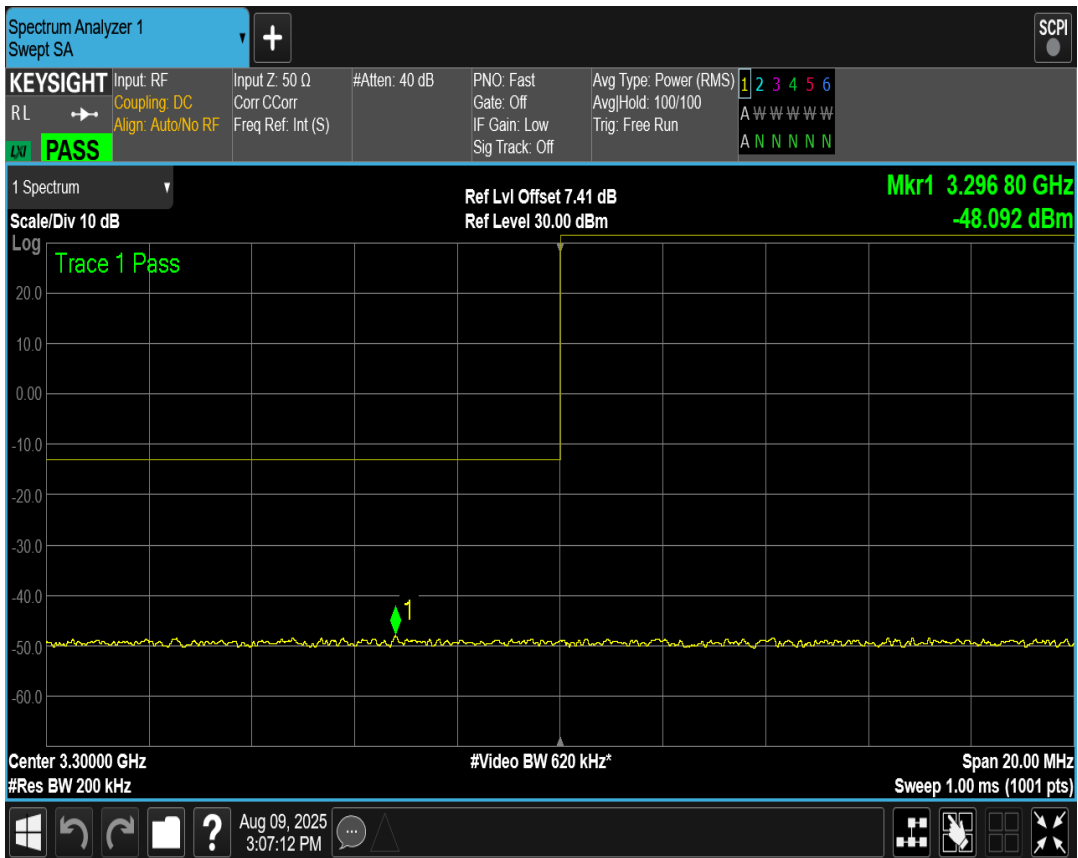 Spectrum Analyzer 1
Swept SA
+
SCPI
KEYSIGHT
RL
LXI PASS
Input: RF
Coupling: DC
Align: Auto/No RF
Input Z: 50 Ω
Corr CCorr
Freq Ref: Int (S)
#Atten: 40 dB
PNO: Fast
Gate: Off
IF Gain: Low
Sig Track: Off
Avg Type: Power (RMS)
Avg|Hold: 100/100
Trig: Free Run
1 2 3 4 5 6
A W W W W W
A N N N N N
1 Spectrum
Scale/Div 10 dB
Ref Lvl Offset 7.41 dB
Ref Level 30.00 dBm
Mkr1 3.296 80 GHz
-48.092 dBm
Log
Trace 1 Pass
20.0
10.0
0.00
-10.0
-20.0
-30.0
-40.0
1
-50.0
-60.0
Center 3.30000 GHz
#Video BW 620 kHz*
Span 20.00 MHz
#Res BW 200 kHz
Sweep 1.00 ms (1001 pts)
?
Aug 09, 2025
3:07:12 PM